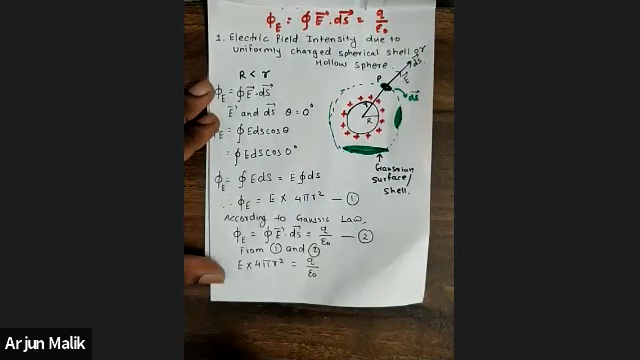 ϕE = ∮ E⃗.ds⃗ = q/ε₀
1. Electric Field Intensity due to
uniformly charged spherical shell or
Hollow Sphere.
R < r
ϕE = ∮ E⃗.ds⃗
E⃗ and ds⃗ θ = 0°
ϕE = ∮ Eds cosθ
= ∮ Eds cos 0°
ϕE = ∮ Eds = E ∮ ds
∴ ϕE = E × 4πr² — ①
According to Gauss's Law,
ϕE = ∮ E⃗.ds⃗ = q/ε₀ — ②
From ① and ②
E × 4πr² = q/ε₀
P
ds⃗
ds⃗
R
Gaussian
Surface/
Shell.
Arjun Malik